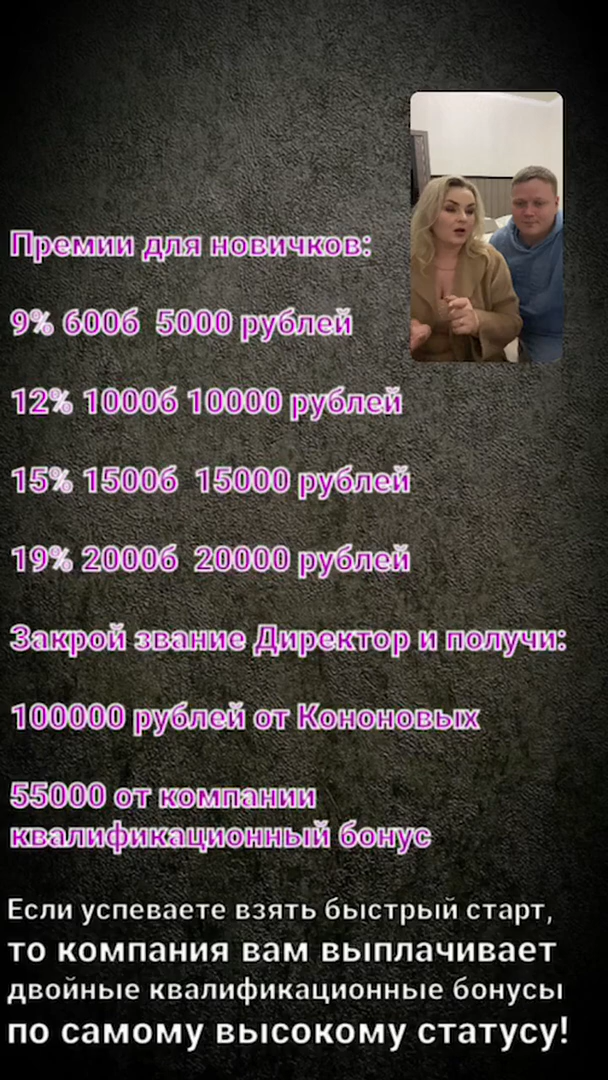 Премии для новичков:
9% 600б 5000 рублей
12% 1000б 10000 рублей
15% 1500б 15000 рублей
19% 2000б 20000 рублей
Закрой звание Директор и получи:
100000 рублей от Кононовых
55000 от компании
квалификационный бонус
Если успеваете взять быстрый старт,
то компания вам выплачивает
двойные квалификационные бонусы
по самому высокому статусу!